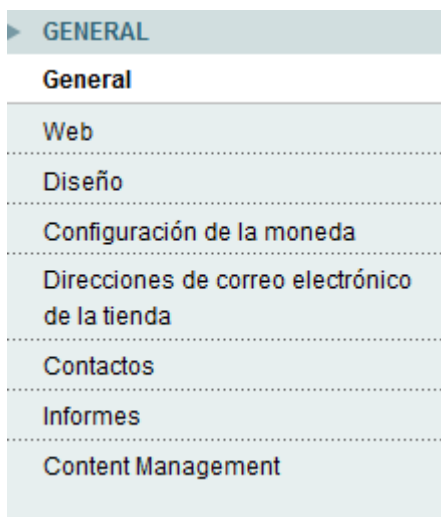 GENERAL
General
Web
Diseño
Configuración de la moneda
Direcciones de correo electrónico
de la tienda
Contactos
Informes
Content Management